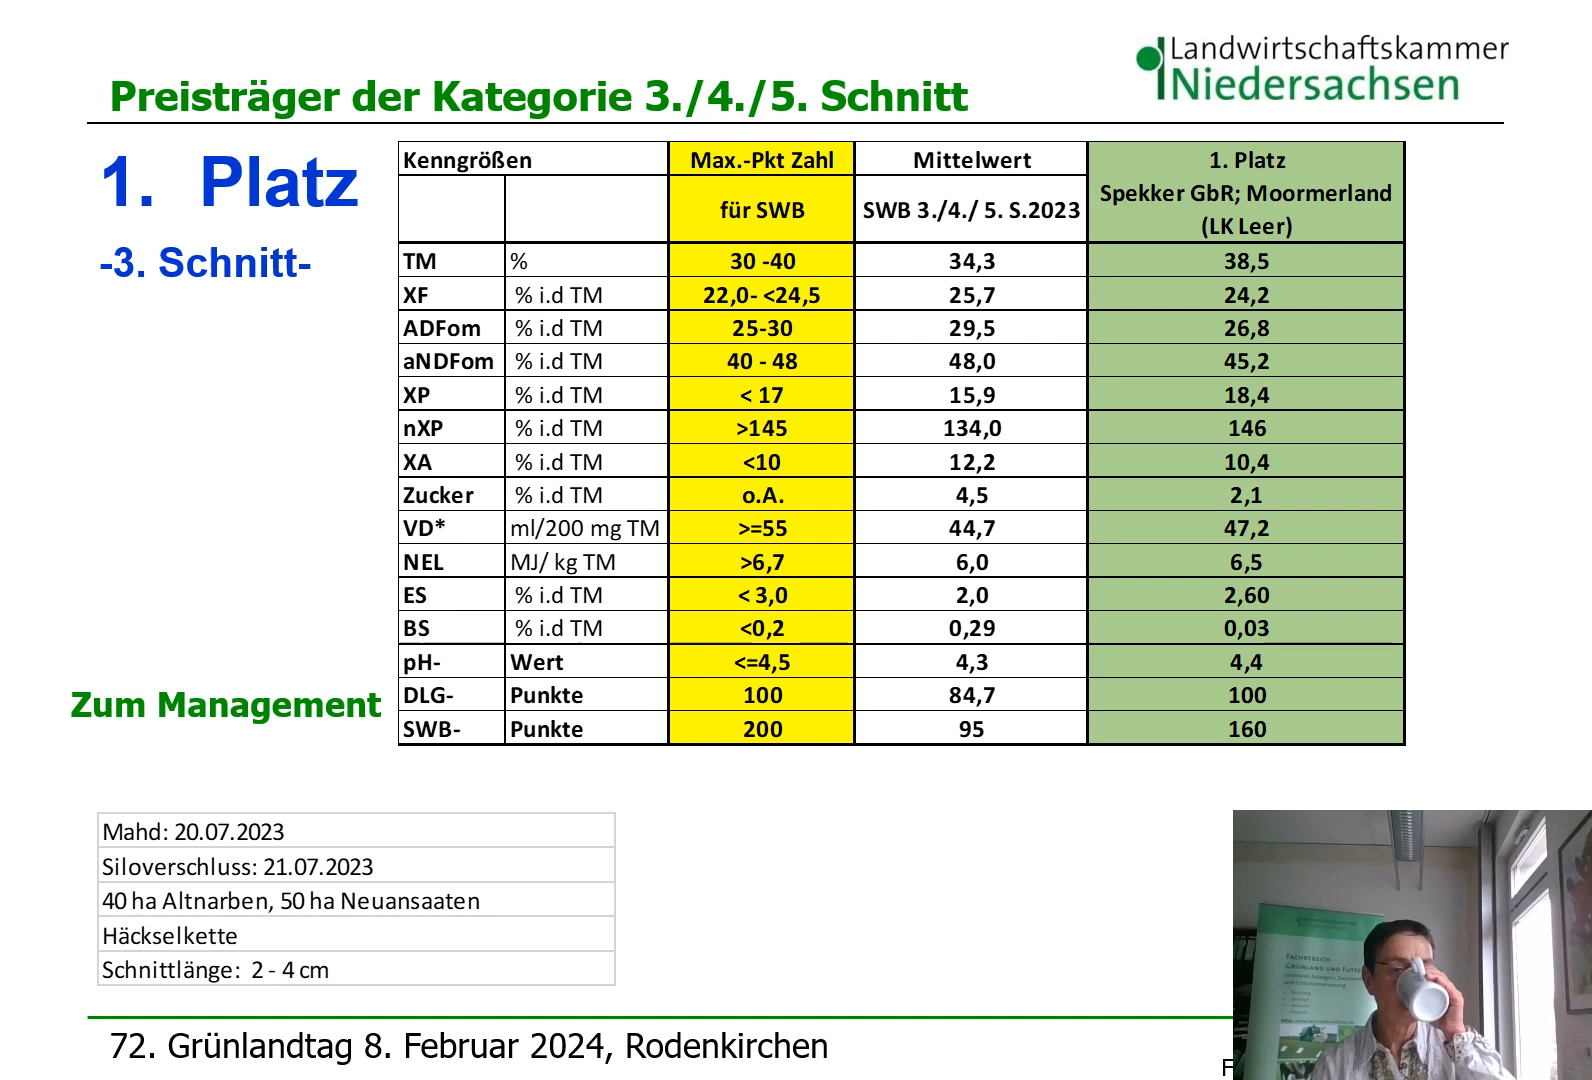 Landwirtschaftskammer
Niedersachsen
Preisträger der Kategorie 3./4./5. Schnitt
1. Platz
-3. Schnitt-
Kenngrößen Max.-Pkt Zahl Mittelwert 1. Platz
für SWB SWB 3./4./ 5. S.2023 Spekker GbR; Moormerland
(LK Leer)
TM % 30 -40 34,3 38,5
XF % i.d TM 22,0- <24,5 25,7 24,2
ADFom % i.d TM 25-30 29,5 26,8
aNDFom % i.d TM 40 - 48 48,0 45,2
XP % i.d TM < 17 15,9 18,4
nXP % i.d TM >145 134,0 146
XA % i.d TM <10 12,2 10,4
Zucker % i.d TM o.A. 4,5 2,1
VD* ml/200 mg TM >=55 44,7 47,2
NEL MJ/ kg TM >6,7 6,0 6,5
ES % i.d TM < 3,0 2,0 2,60
BS % i.d TM <0,2 0,29 0,03
pH- Wert <=4,5 4,3 4,4
DLG- Punkte 100 84,7 100
SWB- Punkte 200 95 160
Zum Management
Mahd: 20.07.2023
Siloverschluss: 21.07.2023
40 ha Altnarben, 50 ha Neuansaaten
Häckselkette
Schnittlänge: 2 - 4 cm
72. Grünlandtag 8. Februar 2024, Rodenkirchen
F
Fachbereich
Grünland und Futt